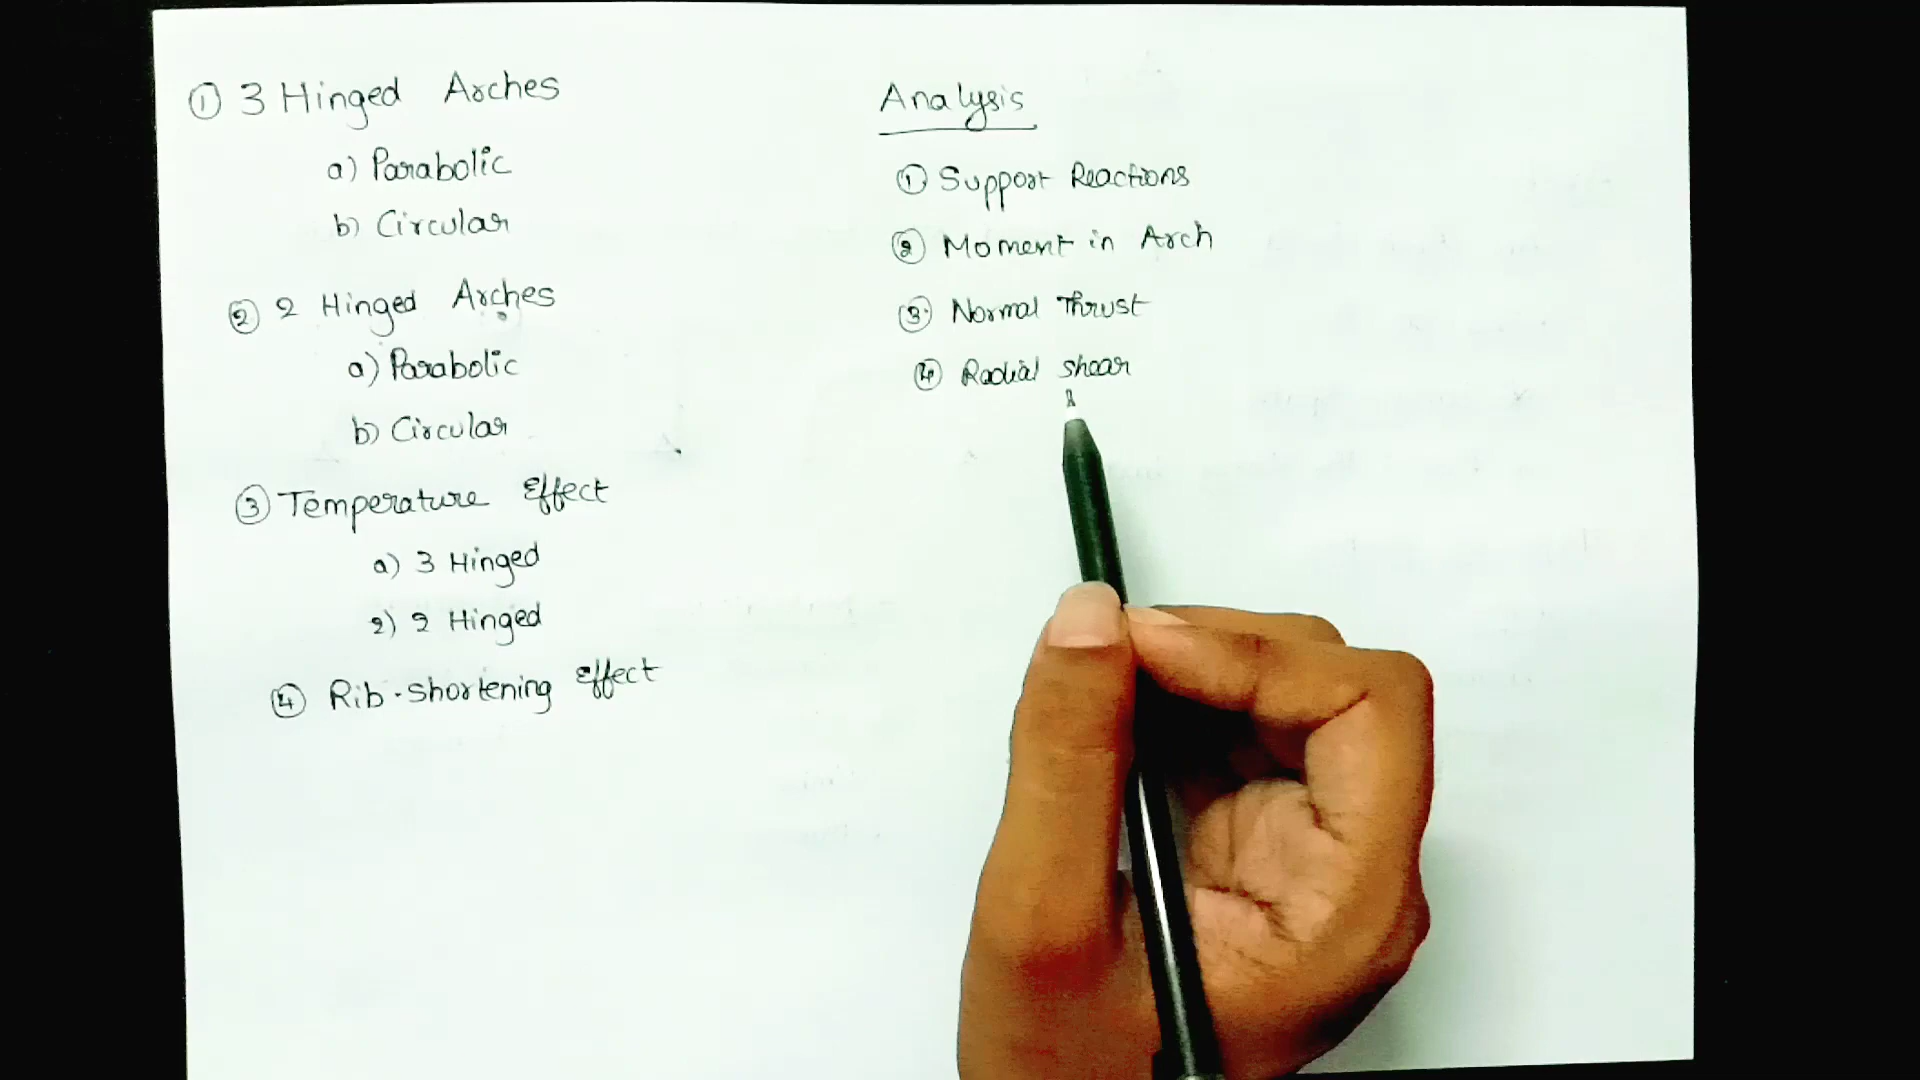 ① 3 Hinged Arches
a) Parabolic
b) Circular
② 2 Hinged Arches
a) Parabolic
b) Circular
③ Temperature Effect
a) 3 Hinged
2) 2 Hinged
④ Rib-shortening Effect
Analysis
① Support Reactions
② Moment in Arch
③ Normal Thrust
④ Radial shear